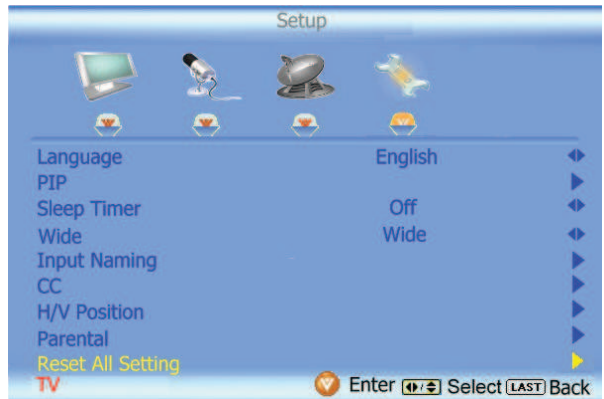 Setup
Language English
PIP
Sleep Timer Off
Wide Wide
Input Naming
CC
H/V Position
Parental
Reset All Setting
TV Enter Select LAST Back